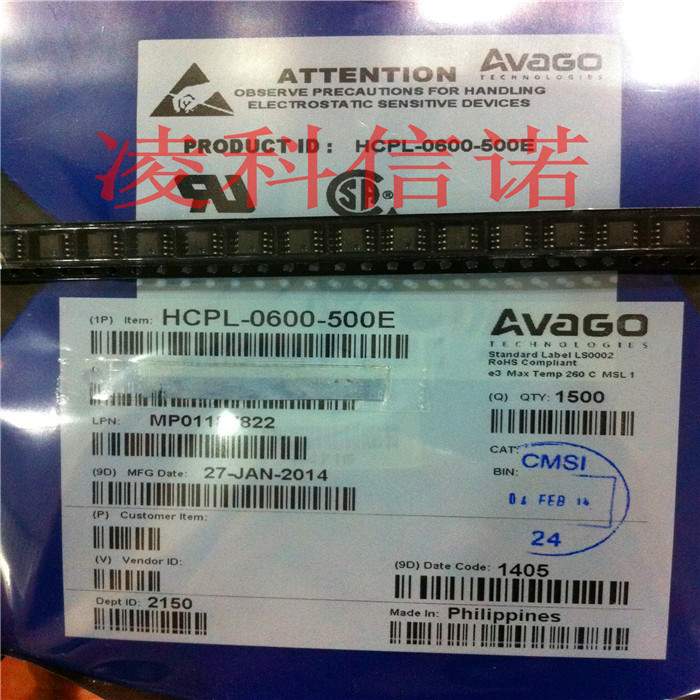 ATTENTION
OBSERVE PRECAUTIONS FOR HANDLING
ELECTROSTATIC SENSITIVE DEVICES
AVAGO
TECHNOLOGIES
PRODUCT ID : HCPL-0600-500E
凌科信诺
(1P) Item: HCPL-0600-500E
AVAGO
TECHNOLOGIES
Standard Label LS0002
RoHS Compliant
e3 Max Temp 260 C MSL 1
(Q) QTY: 1500
LPN:
(9D) MFG Date: 27-JAN-2014
CAT:
BIN:
CMSI
FEB 14
24
(P) Customer Item:
(V) Vendor ID:
(9D) Date Code: 1405
Dept ID: 2150
Made In: Philippines